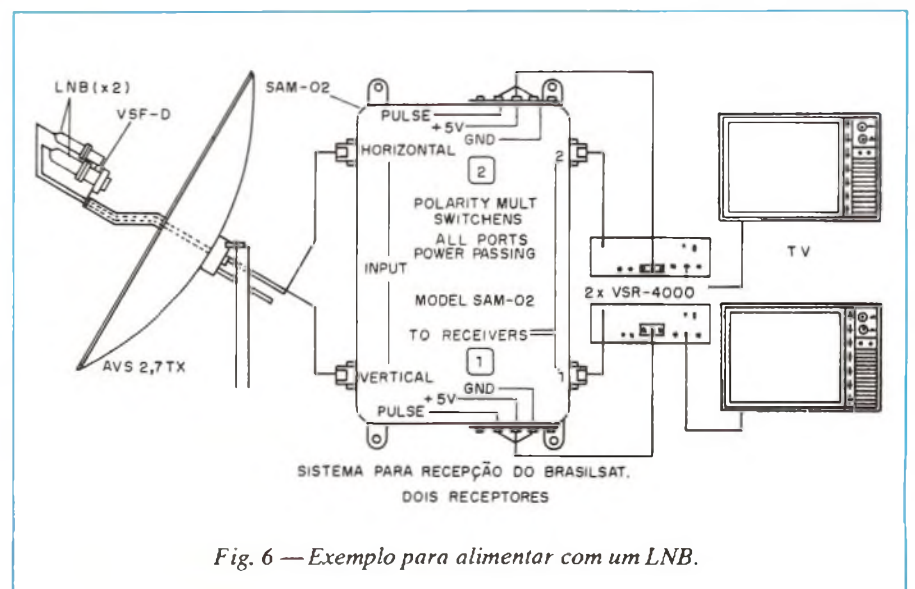 LNB(x2)
VSF-D
SAM-02
PULSE
+5V
GND
HORIZONTAL
2
2
POLARITY MULT
SWITCHENS
ALL PORTS
POWER PASSING
INPUT
MODEL SAM-02
TO RECEIVERS
1
VERTICAL
1
GND
+5V
PULSE
AVS 2,7TX
2x VSR-4000
TV
SISTEMA PARA RECEPÇÃO DO BRASILSAT.
DOIS RECEPTORES
Fig. 6 — Exemplo para alimentar com um LNB.